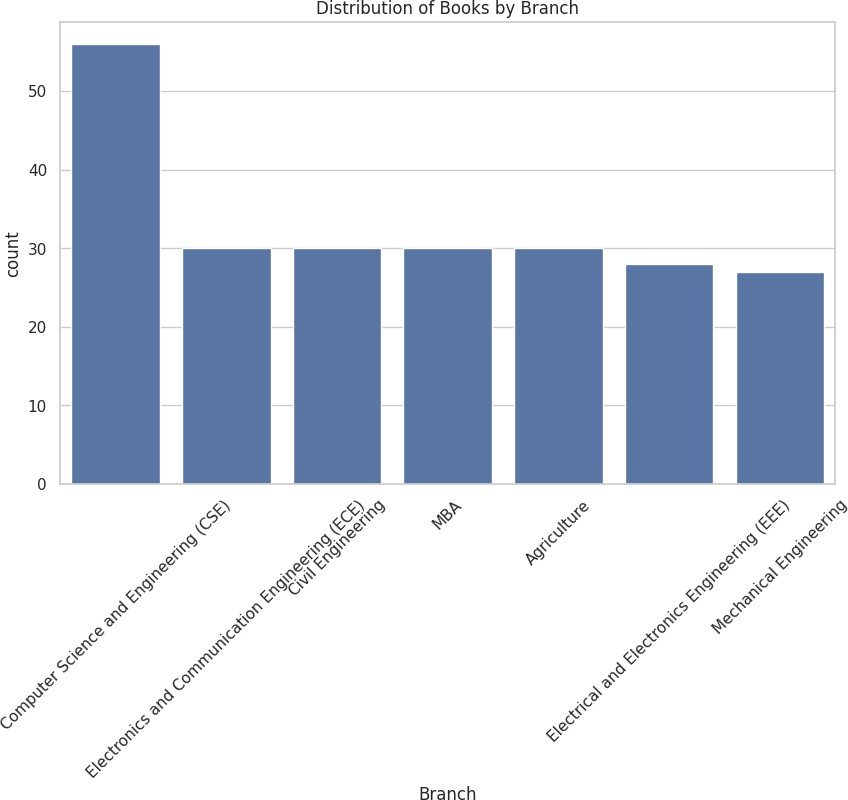 Distribution of Books by Branch
count
50
40
30
20
10
0
Computer Science and Engineering (CSE)
Electronics and Communication Engineering (ECE)
Civil Engineering
MBA
Agriculture
Electrical and Electronics Engineering (EEE)
Mechanical Engineering
Branch